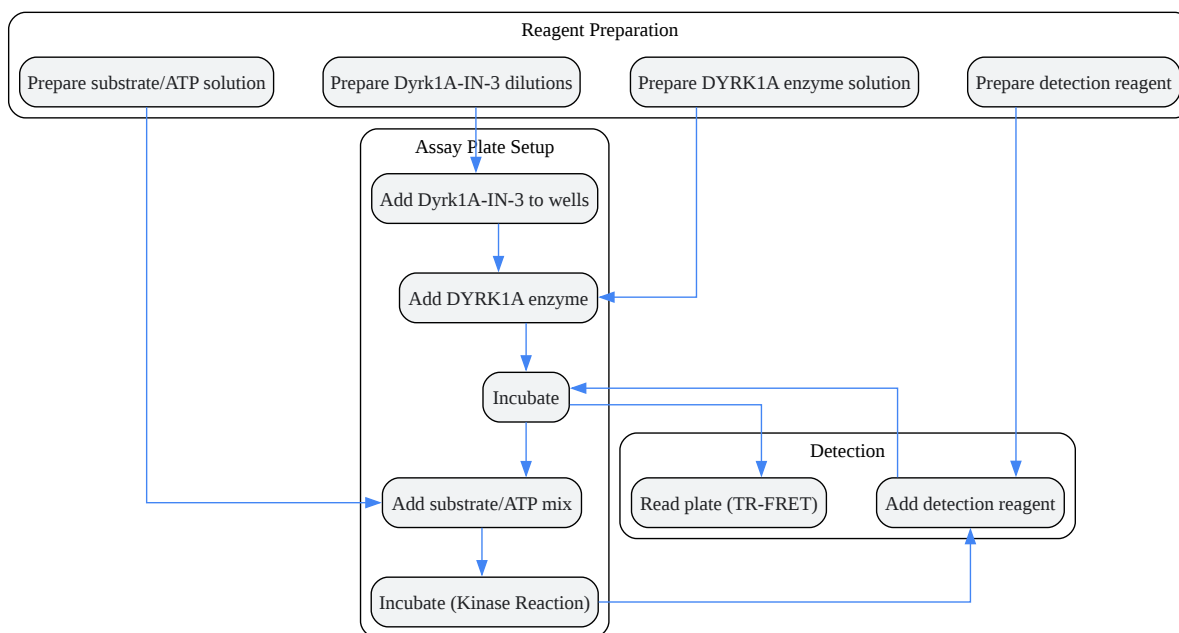 Reagent Preparation
Prepare substrate/ATP solution
Prepare Dyrk1A-IN-3 dilutions
Prepare DYRK1A enzyme solution
Prepare detection reagent
Assay Plate Setup
Add Dyrk1A-IN-3 to wells
Add DYRK1A enzyme
Incubate
Detection
Add substrate/ATP mix
Read plate (TR-FRET)
Add detection reagent
Incubate (Kinase Reaction)